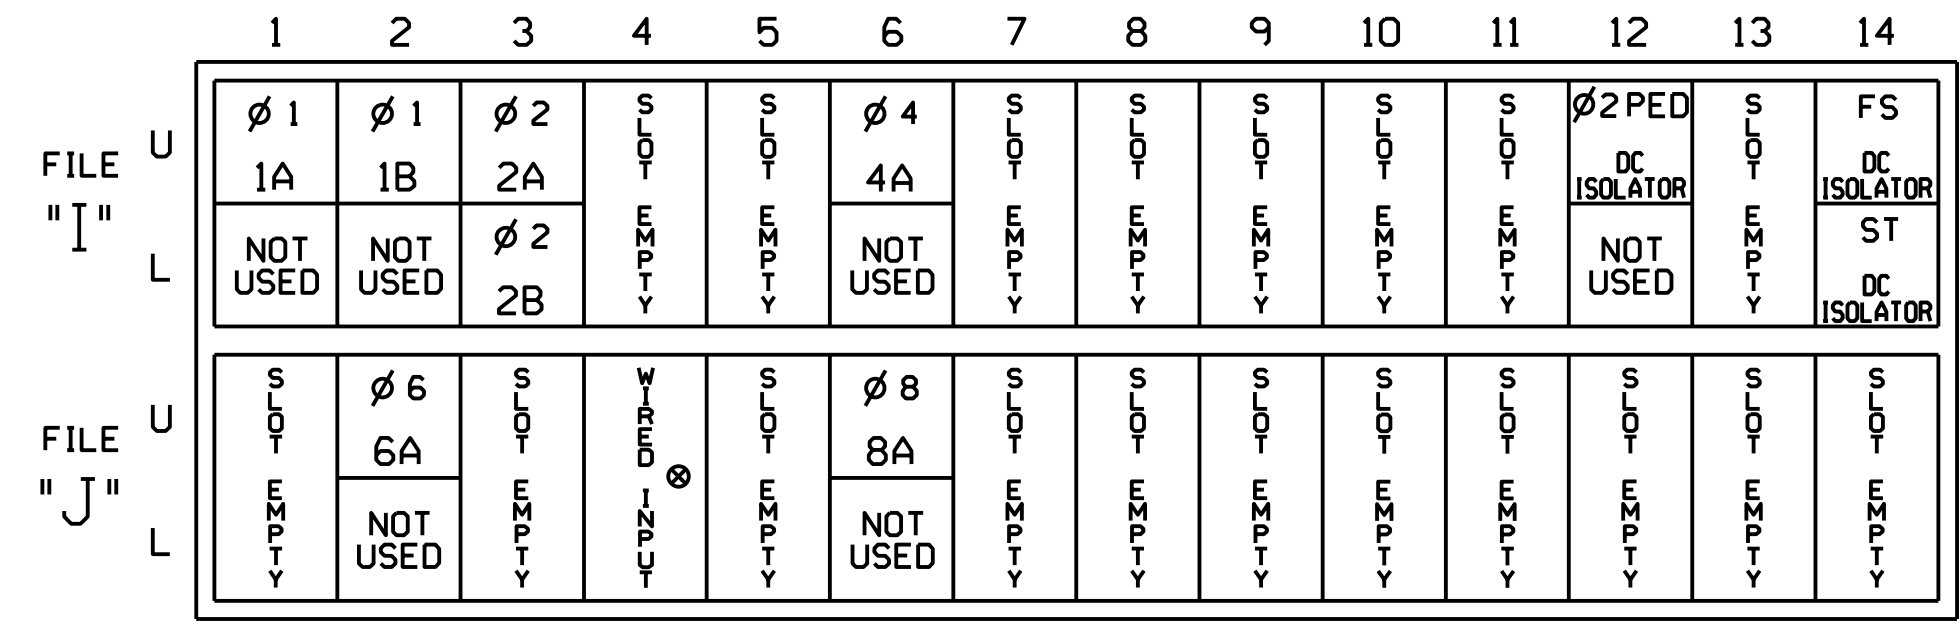 1 2 3 4 5 6 7 8 9 10 11 12 13 14
FILE "I"
U
L
Ø 1
1A
NOT
USED
Ø 1
1B
NOT
USED
Ø 2
2A
Ø 2
2B
SLOT EMPTY
SLOT EMPTY
Ø 4
4A
NOT
USED
SLOT EMPTY
SLOT EMPTY
SLOT EMPTY
SLOT EMPTY
SLOT EMPTY
Ø2 PED
DC
ISOLATOR
NOT
USED
SLOT EMPTY
FS
DC
ISOLATOR
ST
DC
ISOLATOR
FILE "J"
U
L
SLOT EMPTY
Ø 6
6A
NOT
USED
SLOT EMPTY
WIRED INPUT
⊗
SLOT EMPTY
Ø 8
8A
NOT
USED
SLOT EMPTY
SLOT EMPTY
SLOT EMPTY
SLOT EMPTY
SLOT EMPTY
SLOT EMPTY
SLOT EMPTY
SLOT EMPTY